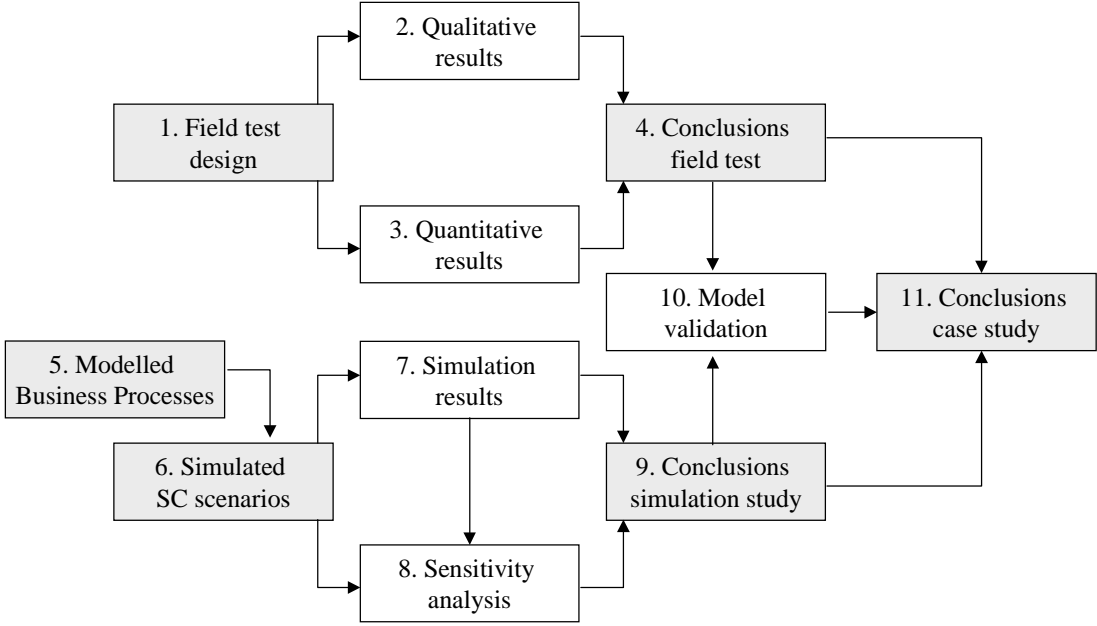 2. Qualitative
results
1. Field test
design
4. Conclusions
field test
3. Quantitative
results
10. Model
validation
11. Conclusions
case study
5. Modelled
Business Processes
7. Simulation
results
6. Simulated
SC scenarios
9. Conclusions
simulation study
8. Sensitivity
analysis